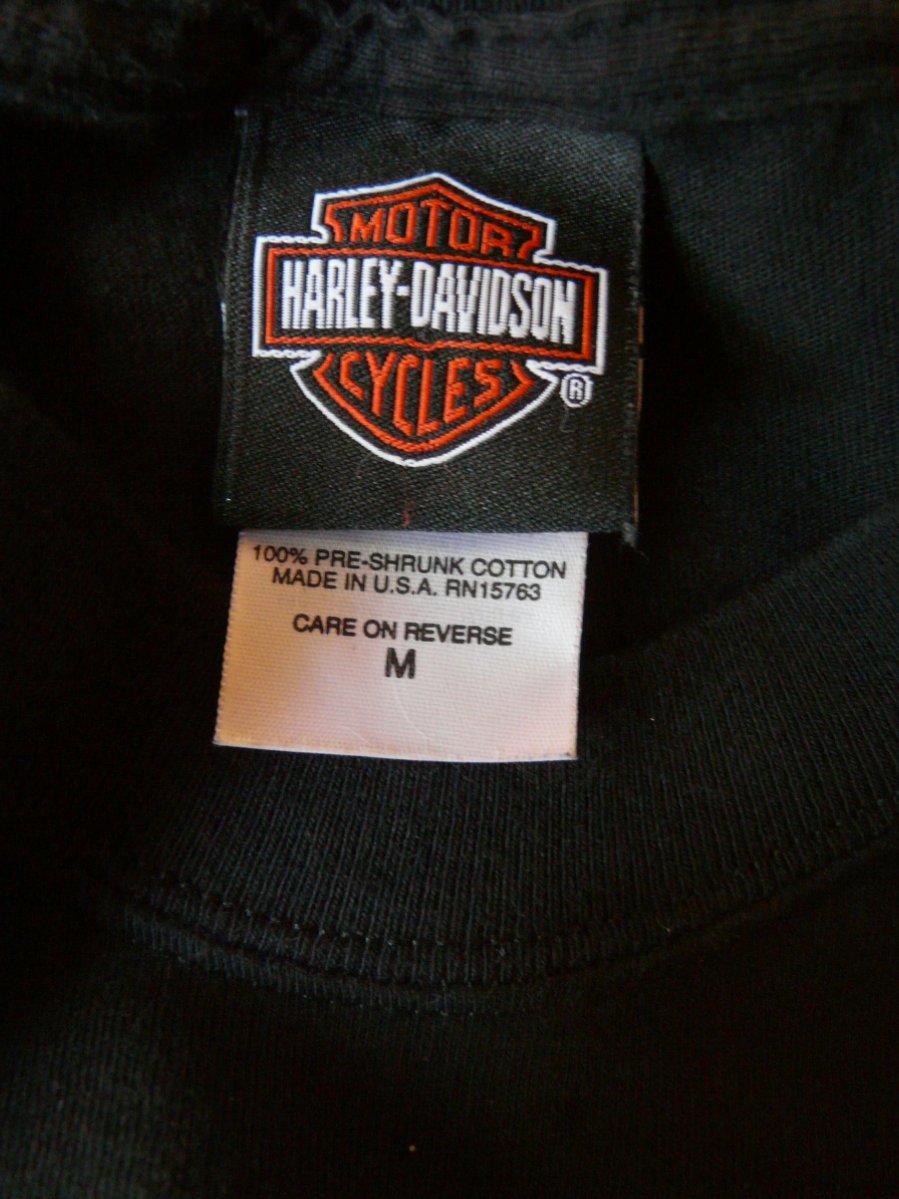 MOTOR
HARLEY-DAVIDSON
CYCLES
®
100% PRE-SHRUNK COTTON
MADE IN U.S.A. RN15763
CARE ON REVERSE
M